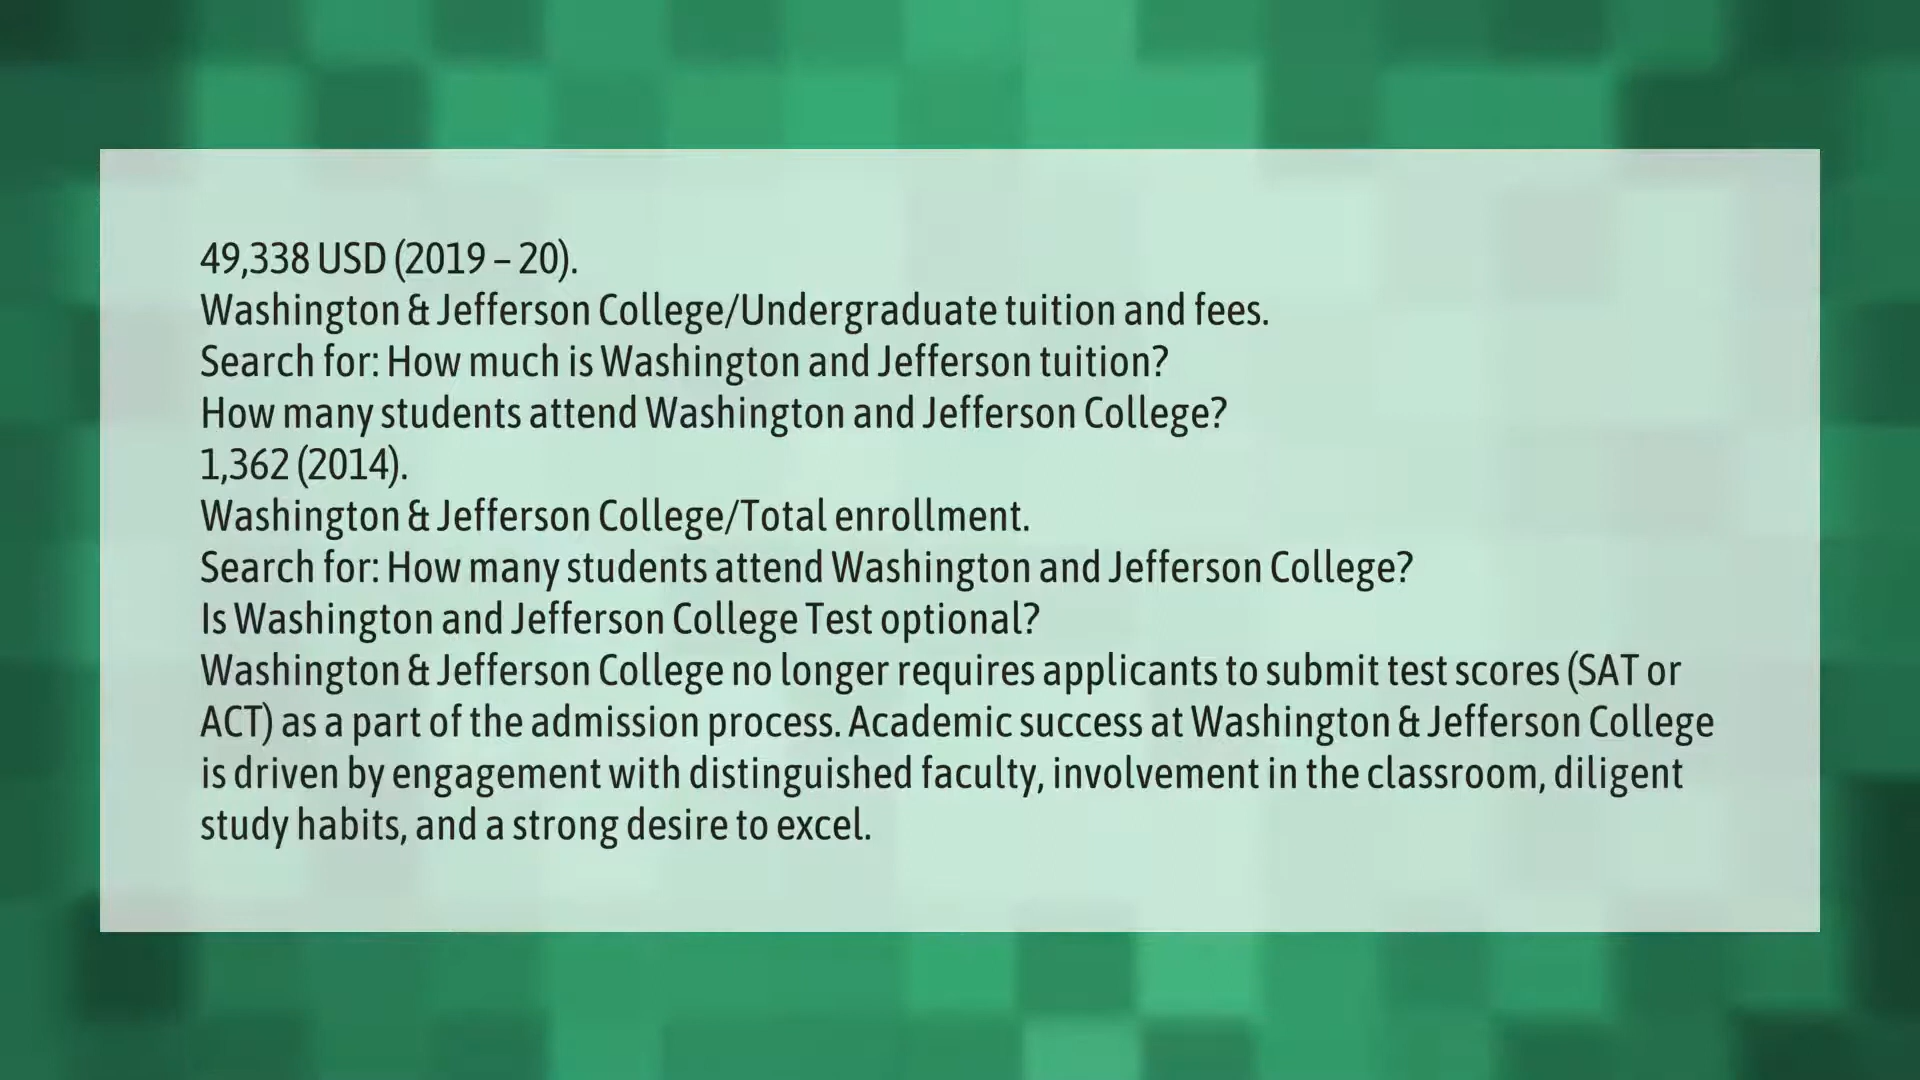 49,338 USD (2019 – 20).
Washington & Jefferson College/Undergraduate tuition and fees.
Search for: How much is Washington and Jefferson tuition?
How many students attend Washington and Jefferson College?
1,362 (2014).
Washington & Jefferson College/Total enrollment.
Search for: How many students attend Washington and Jefferson College?
Is Washington and Jefferson College Test optional?
Washington & Jefferson College no longer requires applicants to submit test scores (SAT or
ACT) as a part of the admission process. Academic success at Washington & Jefferson College
is driven by engagement with distinguished faculty, involvement in the classroom, diligent
study habits, and a strong desire to excel.